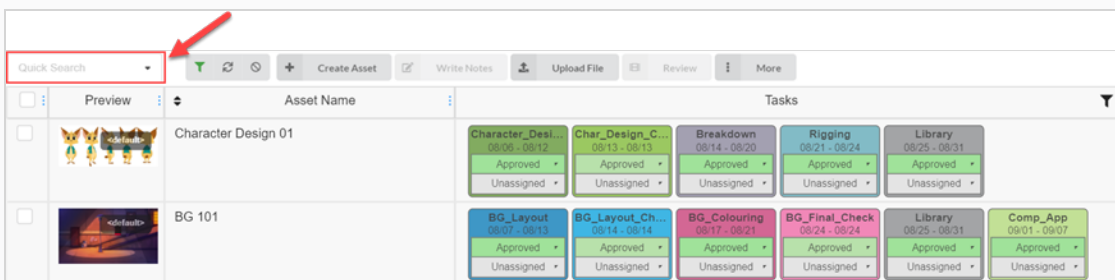 Quick Search
Create Asset
Write Notes
Upload File
Review
More
Preview
Asset Name
Tasks
<default>
Character Design 01
Character_Desi... Char_Design_C... Breakdown Rigging Library
08/06 - 08/12 08/13 - 08/13 08/14 - 08/20 08/21 - 08/24 08/25 - 08/31
Approved Approved Approved Approved Approved
Unassigned Unassigned Unassigned Unassigned Unassigned
<default>
BG 101
BG_Layout BG_Layout_Ch... BG_Colouring BG_Final_Check Library Comp_App
08/07 - 08/13 08/14 - 08/14 08/17 - 08/21 08/24 - 08/24 08/25 - 08/31 09/01 - 09/07
Approved Approved Approved Approved Approved Approved
Unassigned Unassigned Unassigned Unassigned Unassigned Unassigned